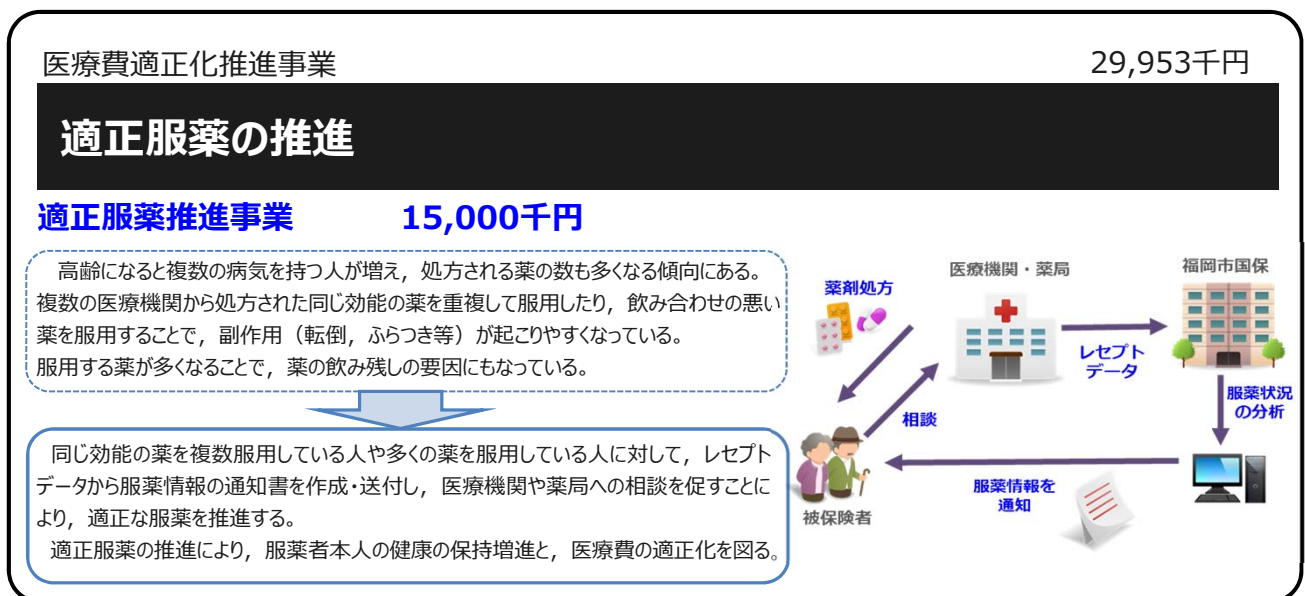 医療費適正化推進事業 29,953千円
適正服薬の推進
適正服薬推進事業 15,000千円
高齢になると複数の病気を持つ人が増え，処方される薬の数も多くなる傾向にある。
複数の医療機関から処方された同じ効能の薬を重複して服用したり，飲み合わせの悪い
薬を服用することで，副作用（転倒，ふらつき等）が起こりやすくなっている。
服用する薬が多くなることで，薬の飲み残しの要因にもなっている。
同じ効能の薬を複数服用している人や多くの薬を服用している人に対して，レセプト
データから服薬情報の通知書を作成・送付し，医療機関や薬局への相談を促すことに
より，適正な服薬を推進する。
適正服薬の推進により，服薬者本人の健康の保持増進と，医療費の適正化を図る。
医療機関・薬局
福岡市国保
薬剤処方
レセプト
データ
服薬状況
の分析
相談
服薬情報を
通知
被保険者